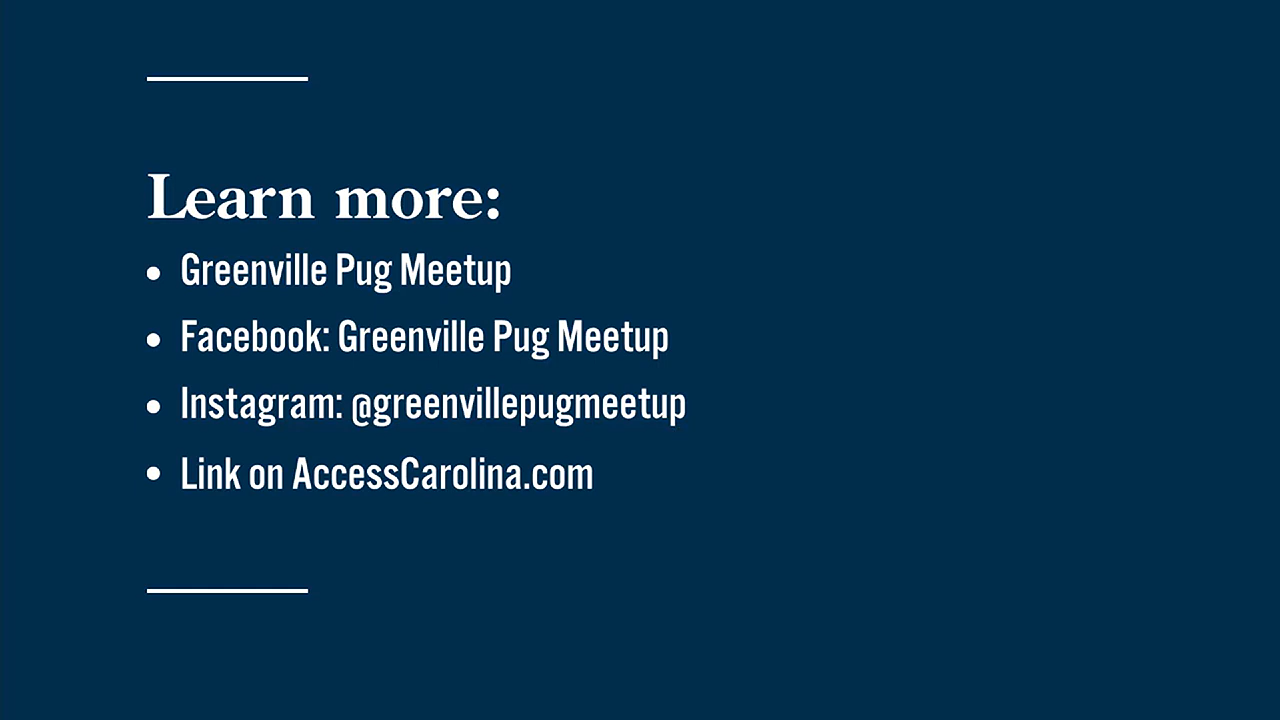 Learn more:
• Greenville Pug Meetup
• Facebook: Greenville Pug Meetup
• Instagram: @greenvillepugmeetup
• Link on AccessCarolina.com